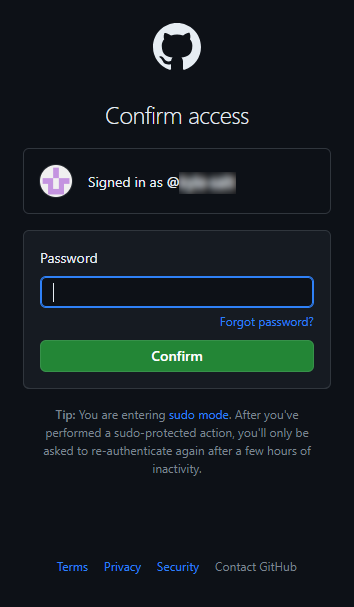 Confirm access
Signed in as @
Password
Forgot password?
Confirm
Tip: You are entering sudo mode. After you've
performed a sudo-protected action, you'll only be
asked to re-authenticate again after a few hours of
inactivity.
Terms Privacy Security Contact GitHub